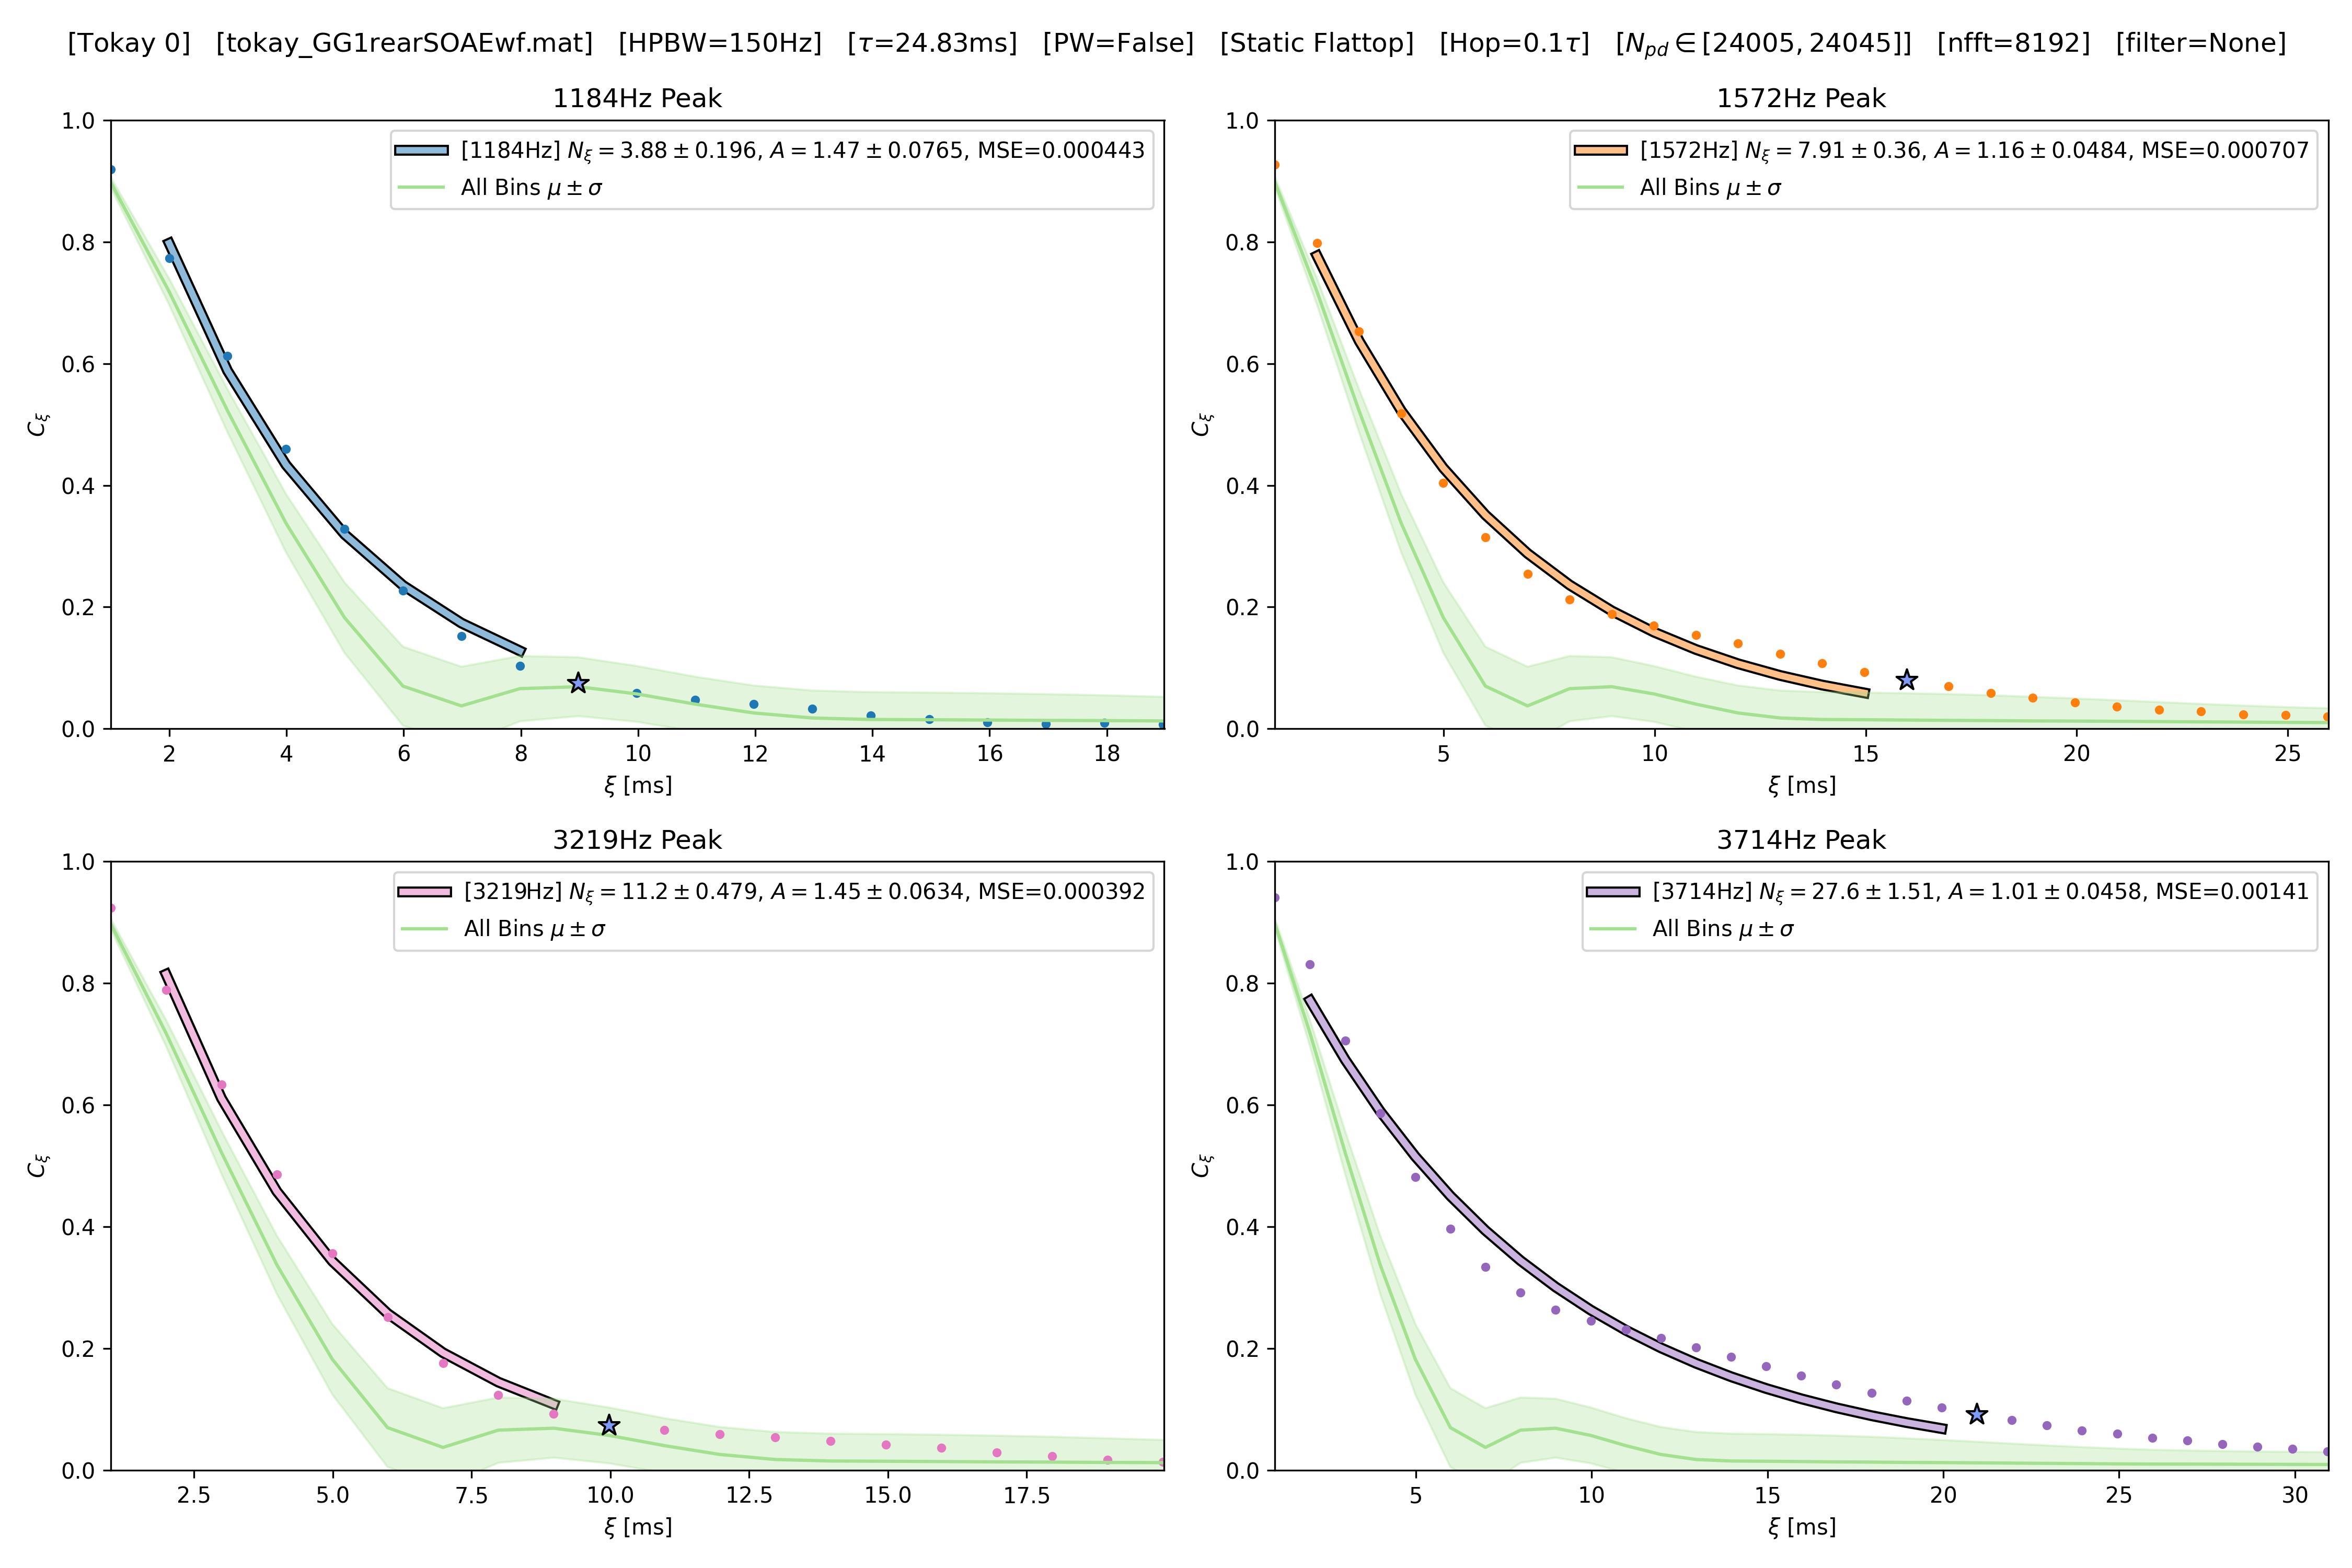 [Tokay 0] [tokay_GG1rearSOAEwf.mat] [HPBW=150Hz] [τ=24.83ms] [PW=False] [Static Flattop] [Hop=0.1τ] [N_pd ∈ [24005, 24045]] [nfft=8192] [filter=None]
1184Hz Peak
[1184Hz] N_ξ = 3.88 ± 0.196, A = 1.47 ± 0.0765, MSE=0.000443
All Bins μ ± σ
1.0
0.8
0.6
0.4
0.2
0.0
C_ξ
2 4 6 8 10 12 14 16 18
ξ [ms]
1572Hz Peak
[1572Hz] N_ξ = 7.91 ± 0.36, A = 1.16 ± 0.0484, MSE=0.000707
All Bins μ ± σ
1.0
0.8
0.6
0.4
0.2
0.0
C_ξ
5 10 15 20 25
ξ [ms]
3219Hz Peak
[3219Hz] N_ξ = 11.2 ± 0.479, A = 1.45 ± 0.0634, MSE=0.000392
All Bins μ ± σ
1.0
0.8
0.6
0.4
0.2
0.0
C_ξ
2.5 5.0 7.5 10.0 12.5 15.0 17.5
ξ [ms]
3714Hz Peak
[3714Hz] N_ξ = 27.6 ± 1.51, A = 1.01 ± 0.0458, MSE=0.00141
All Bins μ ± σ
1.0
0.8
0.6
0.4
0.2
0.0
C_ξ
5 10 15 20 25 30
ξ [ms]